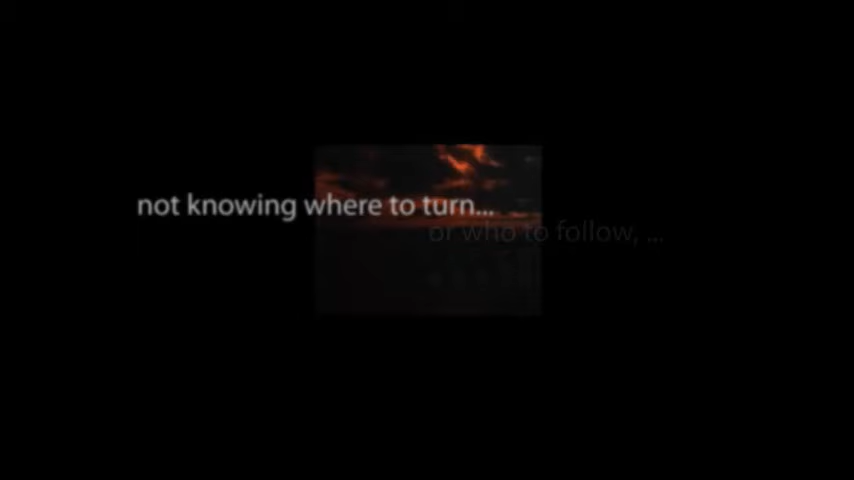 not knowing where to turn...
or who to follow, ...